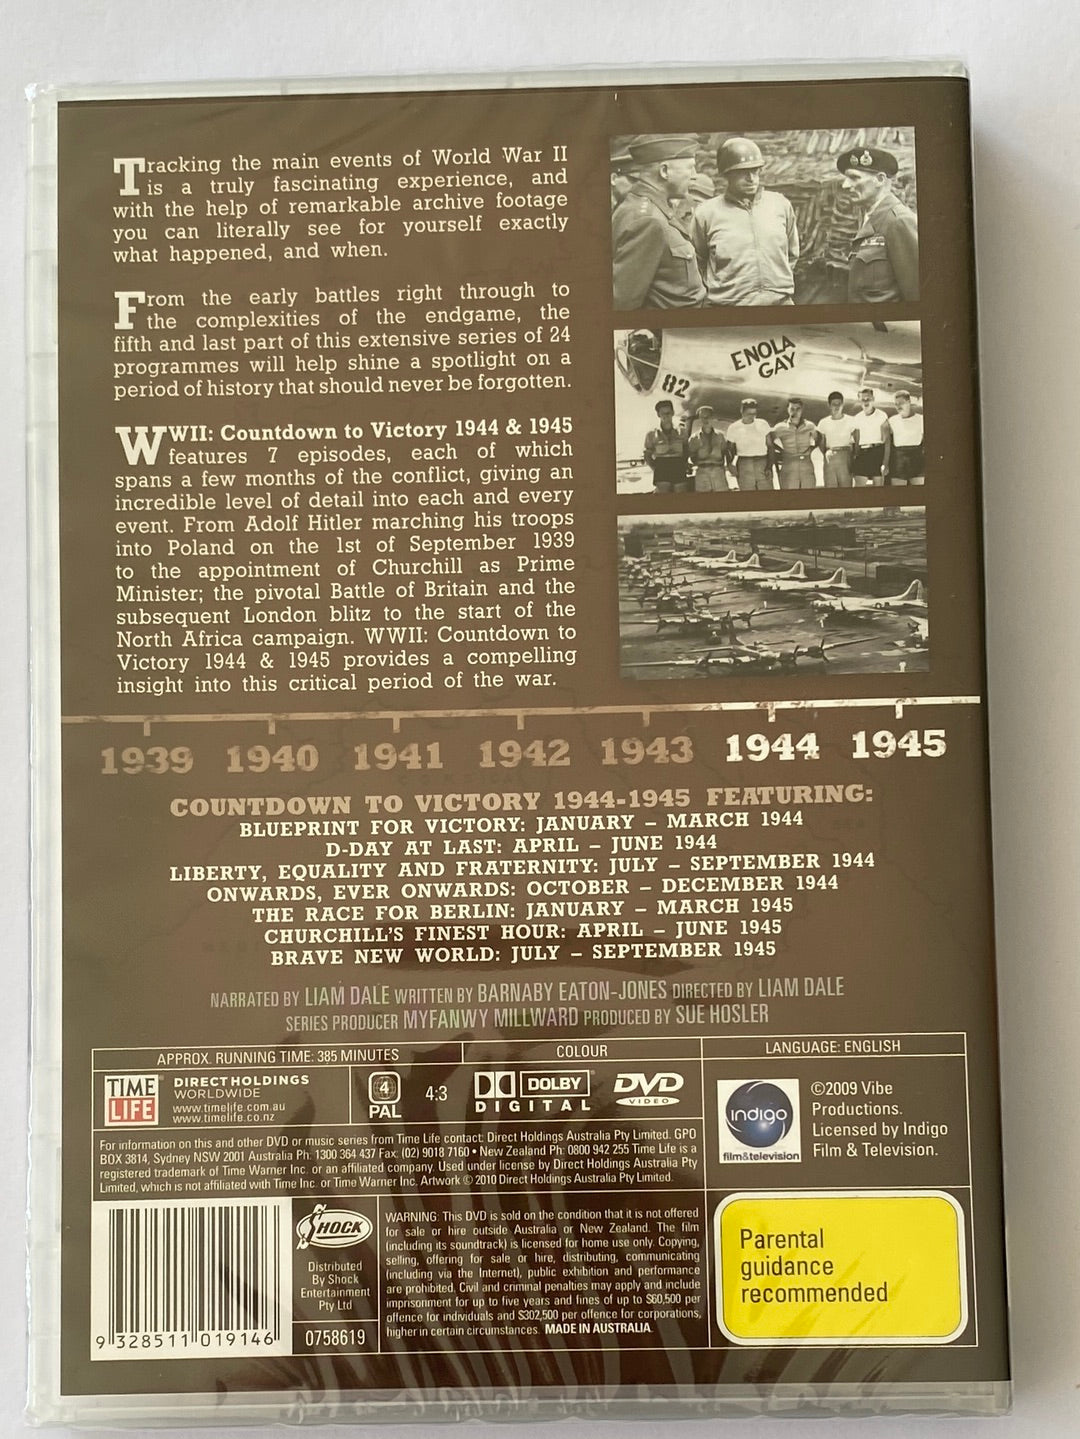 Tracking the main events of World War II
is a truly fascinating experience, and
with the help of remarkable archive footage
you can literally see for yourself exactly
what happened, and when.
From the early battles right through to
the complexities of the endgame, the
fifth and last part of this extensive series of 24
programmes will help shine a spotlight on a
period of history that should never be forgotten.
WWII: Countdown to Victory 1944 & 1945
features 7 episodes, each of which
spans a few months of the conflict, giving an
incredible level of detail into each and every
event. From Adolf Hitler marching his troops
into Poland on the 1st of September 1939
to the appointment of Churchill as Prime
Minister; the pivotal Battle of Britain and the
subsequent London blitz to the start of the
North Africa campaign. WWII: Countdown to
Victory 1944 & 1945 provides a compelling
insight into this critical period of the war.
ENOLA
GAY
82
1939 1940 1941 1942 1943 1944 1945
COUNTDOWN TO VICTORY 1944-1945 FEATURING:
BLUEPRINT FOR VICTORY: JANUARY – MARCH 1944
D-DAY AT LAST: APRIL – JUNE 1944
LIBERTY, EQUALITY AND FRATERNITY: JULY – SEPTEMBER 1944
ONWARDS, EVER ONWARDS: OCTOBER – DECEMBER 1944
THE RACE FOR BERLIN: JANUARY – MARCH 1945
CHURCHILL'S FINEST HOUR: APRIL – JUNE 1945
BRAVE NEW WORLD: JULY – SEPTEMBER 1945
NARRATED BY LIAM DALE WRITTEN BY BARNABY EATON-JONES DIRECTED BY LIAM DALE
SERIES PRODUCER MYFANWY MILLWARD PRODUCED BY SUE HOSLER
APPROX. RUNNING TIME: 385 MINUTES
COLOUR
LANGUAGE: ENGLISH
TIME
LIFE
DIRECT HOLDINGS
WORLDWIDE
www.timelife.com.au
www.timelife.co.nz
4
PAL
4:3
DOLBY
DIGITAL
DVD
VIDEO
indigo
film&television
©2009 Vibe
Productions.
Licensed by Indigo
Film & Television.
For information on this and other DVD or music series from Time Life contact: Direct Holdings Australia Pty Limited. GPO
BOX 3814, Sydney NSW 2001 Australia Ph: 1300 364 437 Fax: (02) 9018 7160 • New Zealand Ph: 0800 942 255 Time Life is a
registered trademark of Time Warner Inc. or an affiliated company. Used under license by Direct Holdings Australia Pty
Limited, which is not affiliated with Time Inc. or Time Warner Inc. Artwork © 2010 Direct Holdings Australia Pty Limited.
9 328511 019146
SHOCK
Distributed
By Shock
Entertainment
Pty Ltd
0758619
WARNING: This DVD is sold on the condition that it is not offered
for sale or hire outside Australia or New Zealand. The film
(including its soundtrack) is licensed for home use only. Copying,
selling, offering for sale or hire, distributing, communicating
(including via the Internet), public exhibition and performance
are prohibited. Civil and criminal penalties may apply and include
imprisonment for up to five years and fines of up to $60,500 per
offence for individuals and $302,500 per offence for corporations,
higher in certain circumstances. MADE IN AUSTRALIA.
Parental
guidance
recommended